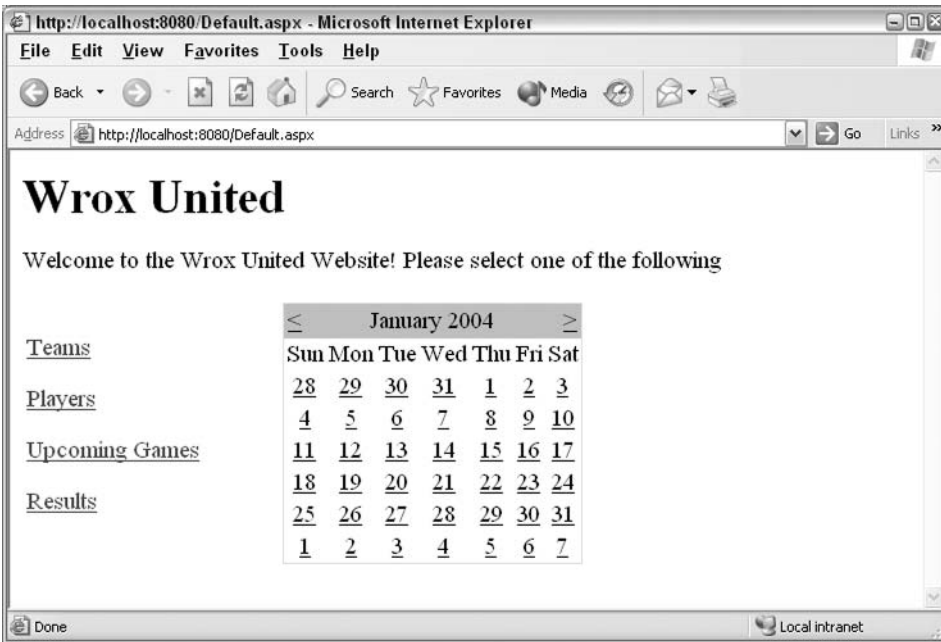 http://localhost:8080/Default.aspx - Microsoft Internet Explorer
File Edit View Favorites Tools Help
Back Search Favorites Media
Address http://localhost:8080/Default.aspx Go Links »
Wrox United
Welcome to the Wrox United Website! Please select one of the following
Teams
Players
Upcoming Games
Results
< January 2004 >
Sun Mon Tue Wed Thu Fri Sat
28 29 30 31 1 2 3
4 5 6 7 8 9 10
11 12 13 14 15 16 17
18 19 20 21 22 23 24
25 26 27 28 29 30 31
1 2 3 4 5 6 7
Done Local intranet